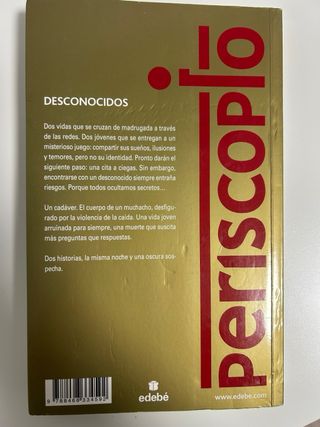 DESCONOCIDOS
Dos vidas que se cruzan de madrugada a través
de las redes. Dos jóvenes que se entregan a un
misterioso juego: compartir sus sueños, ilusiones
y temores, pero no su identidad. Pronto darán el
siguiente paso: una cita a ciegas. Sin embargo,
encontrarse con un desconocido siempre entraña
riesgos. Porque todos ocultamos secretos...
Un cadáver. El cuerpo de un muchacho, desfigu-
rado por la violencia de la caída. Una vida joven
arruinada para siempre, una muerte que suscita
más preguntas que respuestas.
Dos historias, la misma noche y una oscura sos-
pecha.
periscopio
9 788468 334592
edebé
www.edebe.com